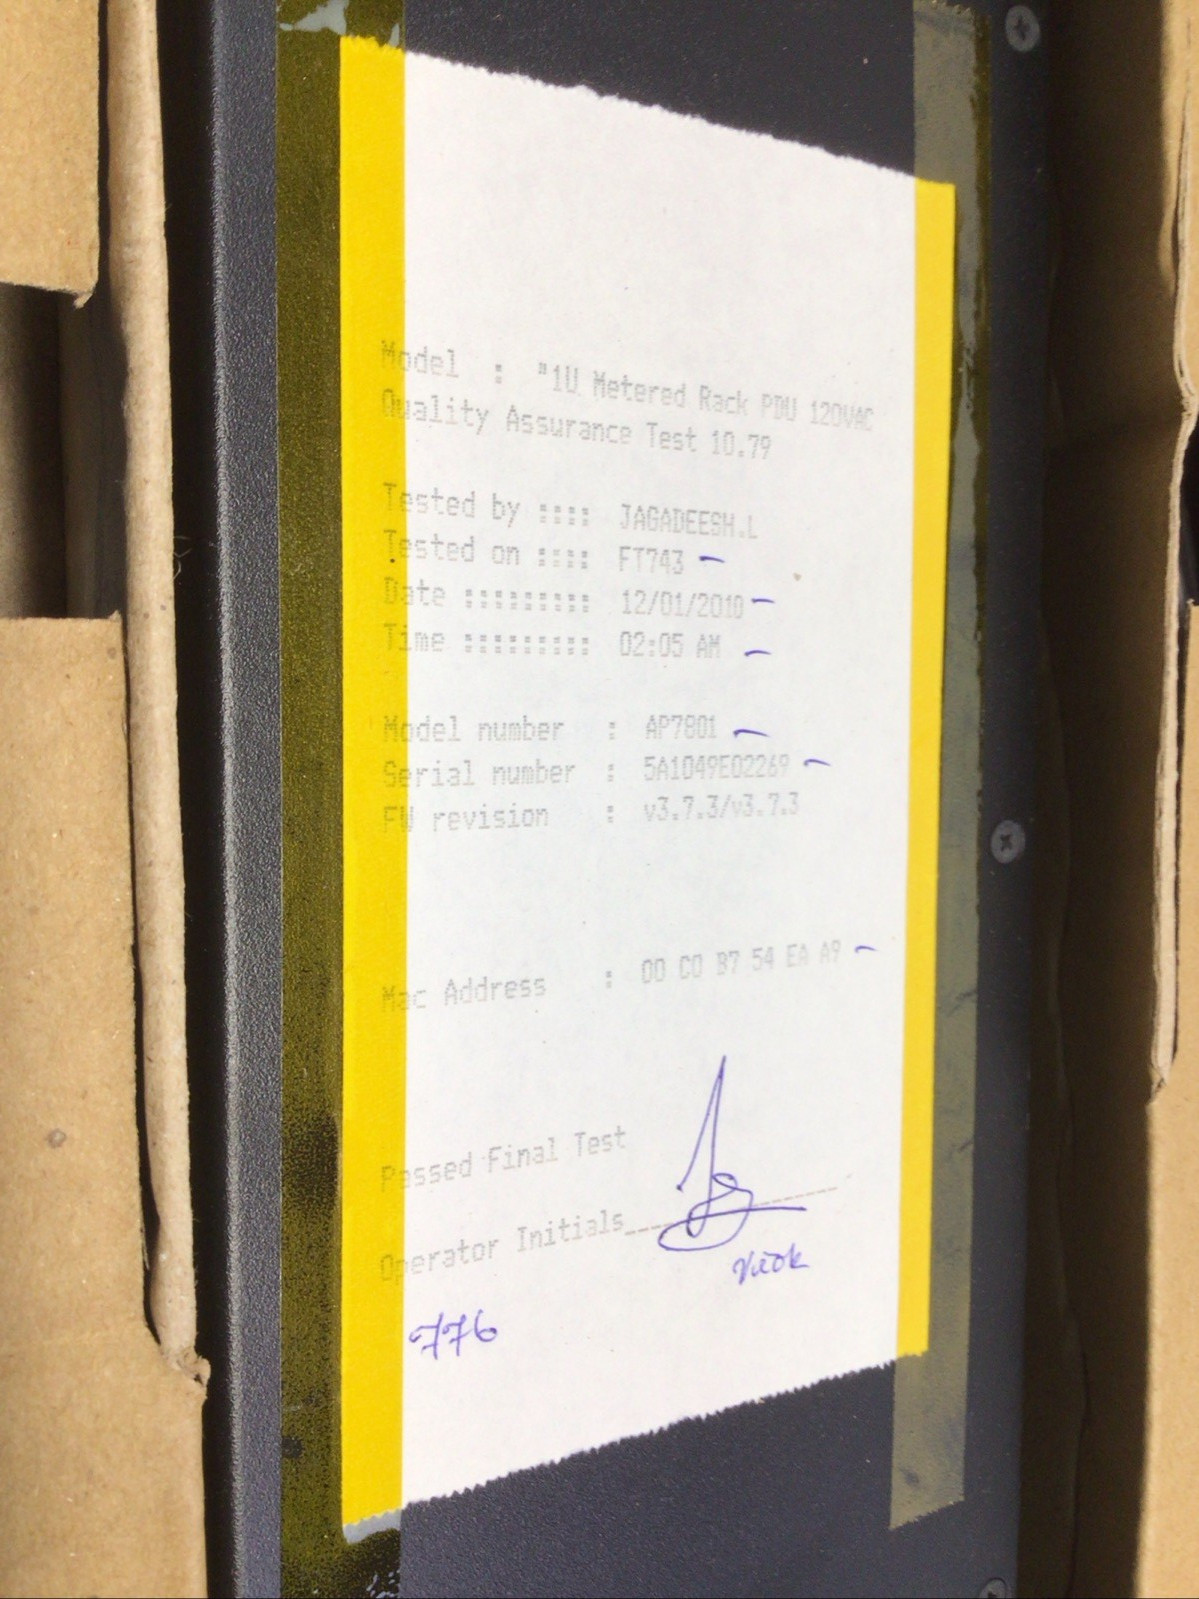 Model : "1U Metered Rack PDU 120VAC
Quality Assurance Test 10.79
Tested by :::: JAGADEESH.L
Tested on :::: FT743
Date ::::::::: 12/01/2010
Time ::::::::: 02:05 AM
Model number : AP7801
Serial number : 5A1049E02269
FW revision : v3.7.3/v3.7.3
Mac Address : 00 C0 B7 54 EA A9
Passed Final Test
Operator Initials
776